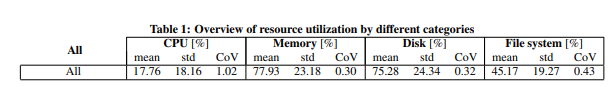 Table 1: Overview of resource utilization by different categories
All CPU [%] Memory [%] Disk [%] File system [%]
mean std CoV mean std CoV mean std CoV mean std CoV
All 17.76 18.16 1.02 77.93 23.18 0.30 75.28 24.34 0.32 45.17 19.27 0.43